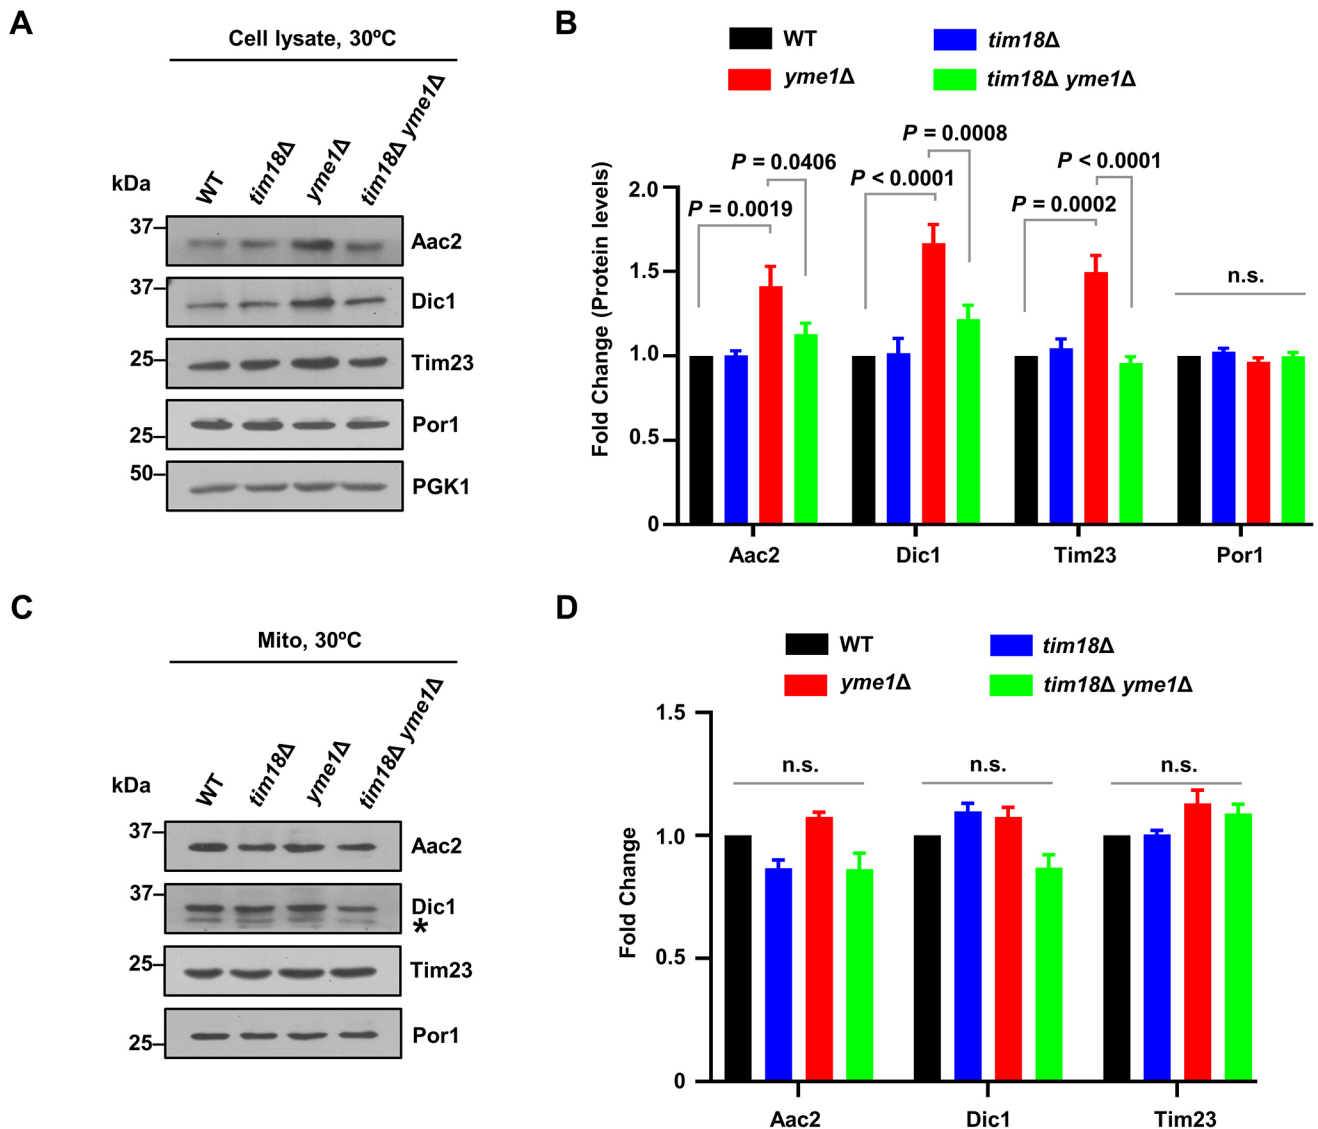 A
Cell lysate, 30ºC
kDa
WT
tim18Δ
yme1Δ
tim18Δ yme1Δ
37
Aac2
37
Dic1
25
Tim23
25
Por1
50
PGK1
B
WT
tim18Δ
yme1Δ
tim18Δ yme1Δ
Fold Change (Protein levels)
2.0
1.5
1.0
0.5
0
P = 0.0019
P = 0.0406
P < 0.0001
P = 0.0008
P = 0.0002
P < 0.0001
n.s.
Aac2
Dic1
Tim23
Por1
C
Mito, 30ºC
kDa
WT
tim18Δ
yme1Δ
tim18Δ yme1Δ
37
Aac2
37
Dic1
*
25
Tim23
25
Por1
D
WT
tim18Δ
yme1Δ
tim18Δ yme1Δ
Fold Change
1.5
1.0
0.5
0
n.s.
n.s.
n.s.
Aac2
Dic1
Tim23